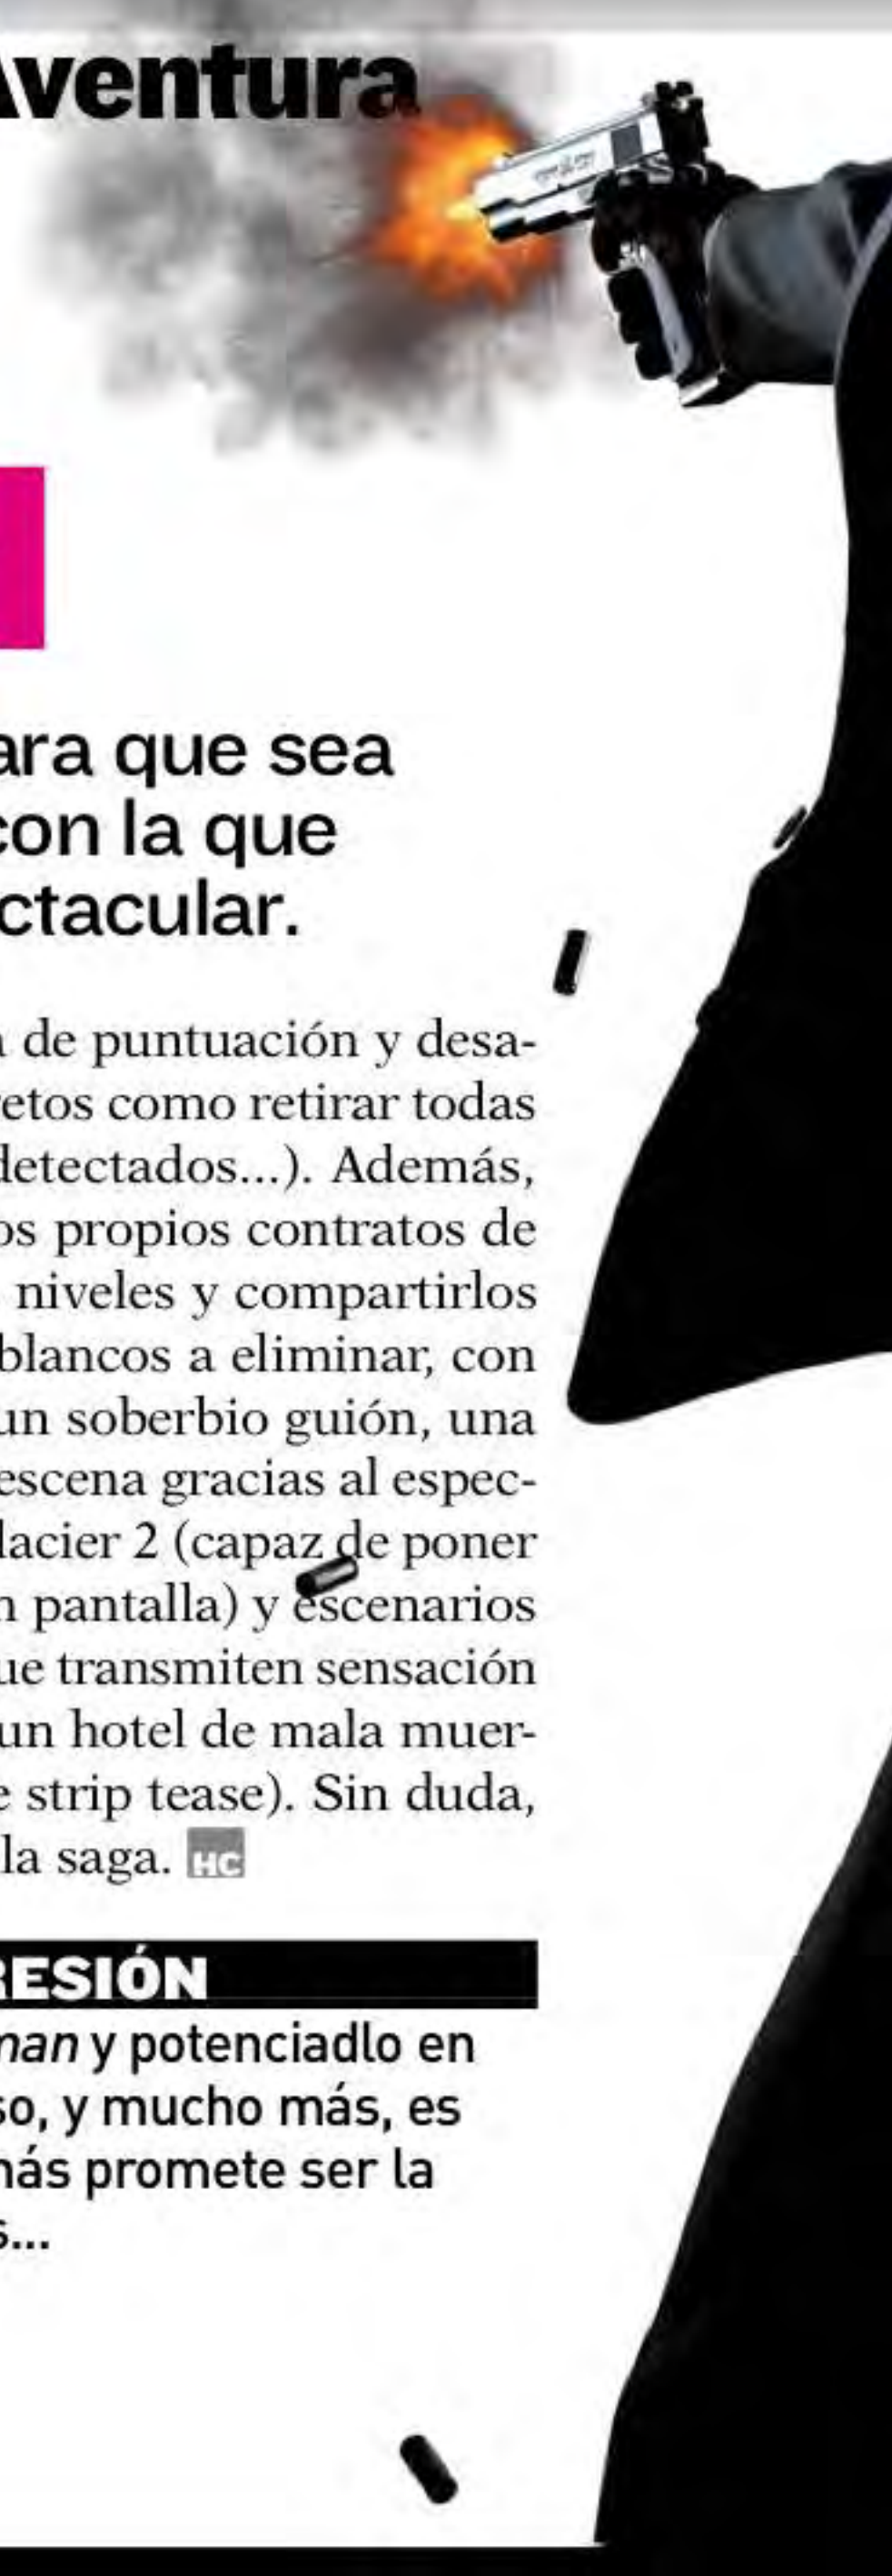 Aventura
ara que sea
con la que
ctacular.
a de puntuación y desa-
retos como retirar todas
detectados...). Además,
os propios contratos de
niveles y compartirlos
blancos a eliminar, con
un soberbio guión, una
escena gracias al espec-
lacier 2 (capaz de poner
n pantalla) y escenarios
ue transmiten sensación
un hotel de mala muer-
e strip tease). Sin duda,
la saga. HC
RESIÓN
man y potenciadlo en
so, y mucho más, es
más promete ser la
s...